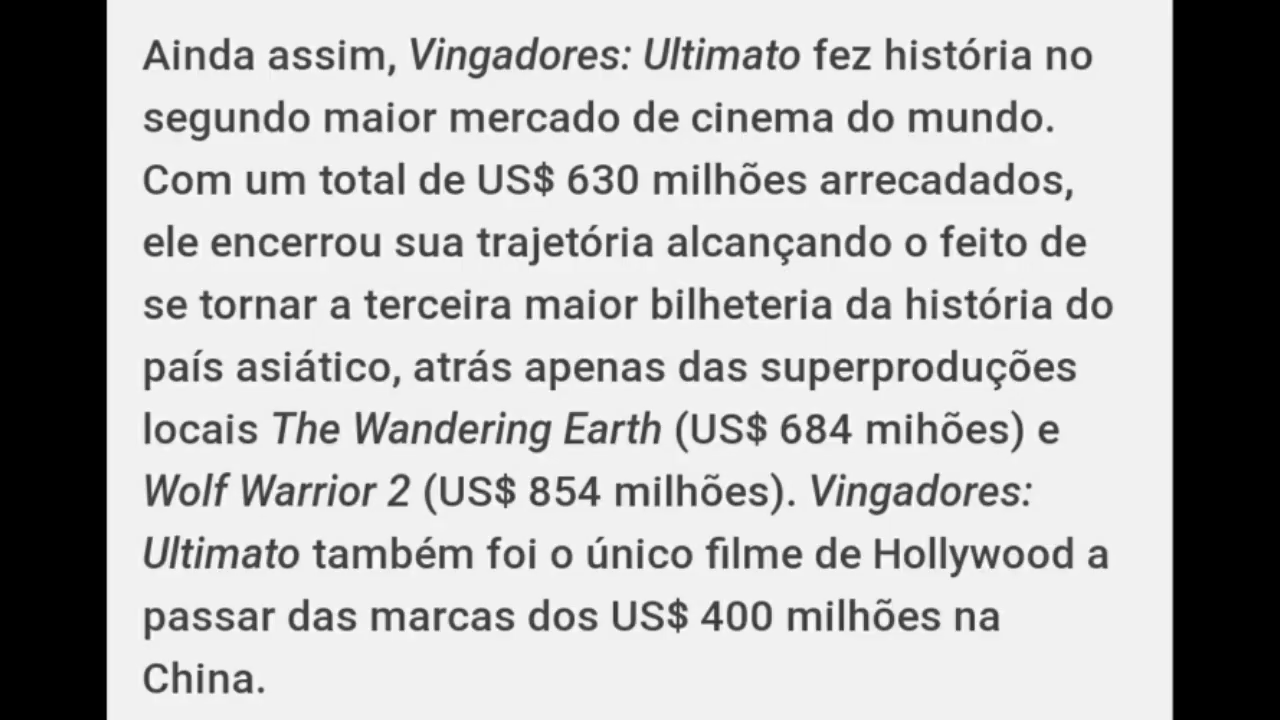 Ainda assim, Vingadores: Ultimato fez história no
segundo maior mercado de cinema do mundo.
Com um total de US$ 630 milhões arrecadados,
ele encerrou sua trajetória alcançando o feito de
se tornar a terceira maior bilheteria da história do
país asiático, atrás apenas das superproduções
locais The Wandering Earth (US$ 684 mihões) e
Wolf Warrior 2 (US$ 854 milhões). Vingadores:
Ultimato também foi o único filme de Hollywood a
passar das marcas dos US$ 400 milhões na
China.